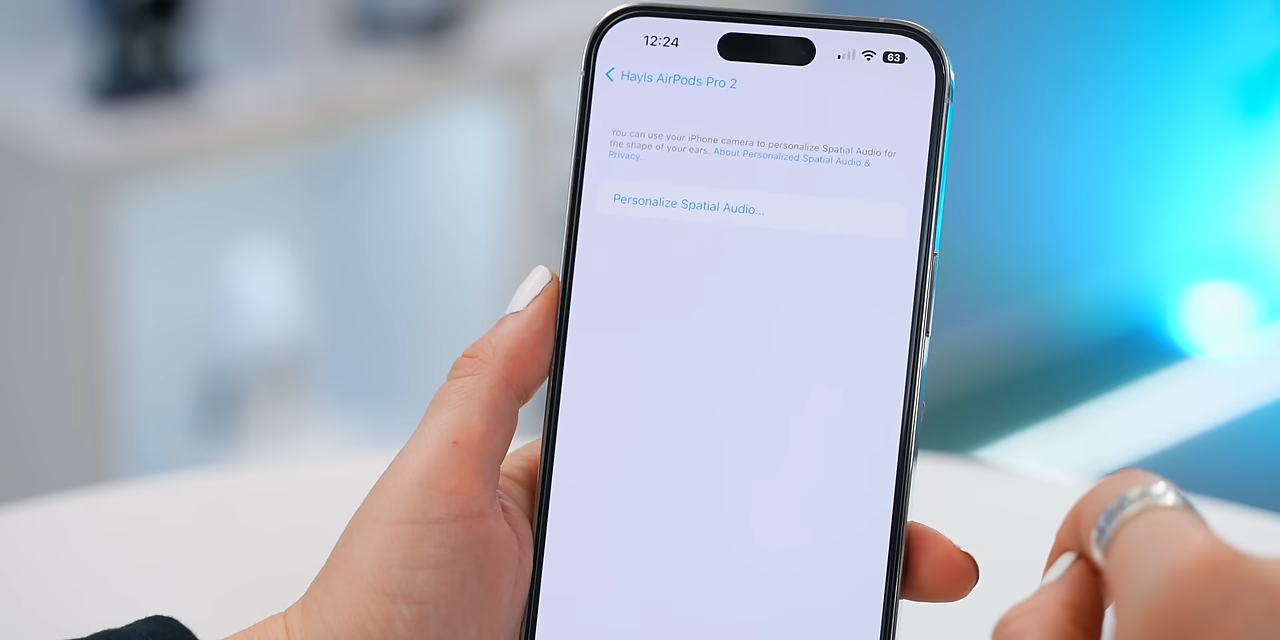 12:24
63
Hayls AirPods Pro 2
You can use your iPhone camera to personalize Spatial Audio for
the shape of your ears. About Personalized Spatial Audio &
Privacy...
Personalize Spatial Audio...